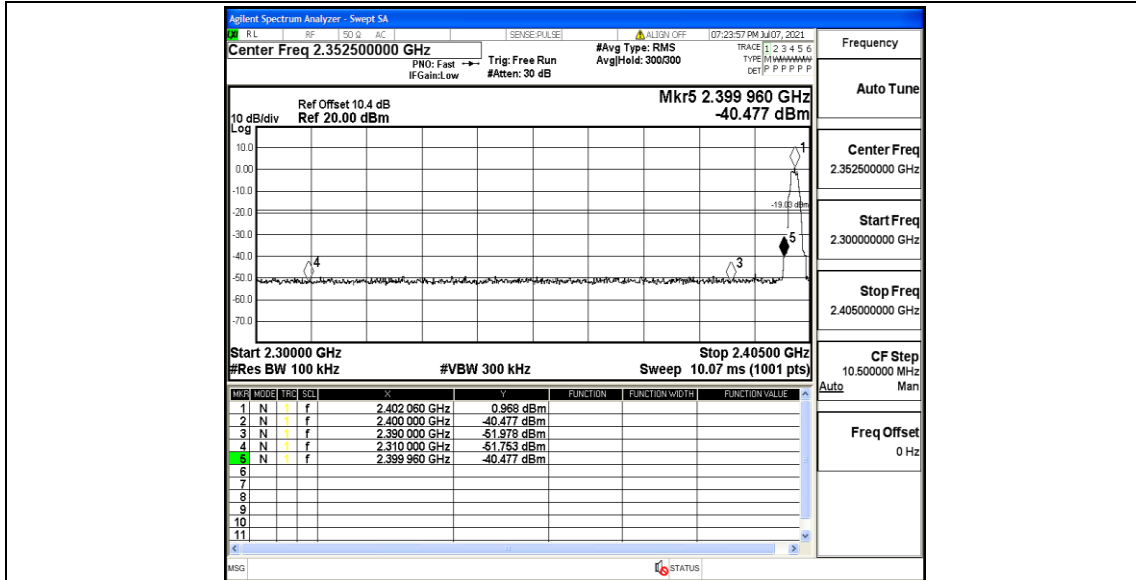 Agilent Spectrum Analyzer - Swept SA
RL RF 50 Ω AC SENSE:PULSE ALIGN OFF 07:23:57 PM Jul 07, 2021
Center Freq 2.352500000 GHz
PNO: Fast
IFGain:Low
Trig: Free Run
#Atten: 30 dB
#Avg Type: RMS
Avg|Hold: 300/300
TRACE 1 2 3 4 5 6
TYPE M
DET P P P P P P
Mkr5 2.399 960 GHz
-40.477 dBm
Ref Offset 10.4 dB
10 dB/div Ref 20.00 dBm
Log
10.0
0.00
-10.0
-20.0
-30.0
-40.0
-50.0
-60.0
-70.0
1
-19.03 dBm
5
4
3
Start 2.30000 GHz Stop 2.40500 GHz
#Res BW 100 kHz #VBW 300 kHz Sweep 10.07 ms (1001 pts)
MKR MODE TRC SCL X Y FUNCTION FUNCTION WIDTH FUNCTION VALUE
1 N 1 f 2.402 060 GHz 0.968 dBm
2 N 1 f 2.400 000 GHz -40.477 dBm
3 N 1 f 2.390 000 GHz -51.978 dBm
4 N 1 f 2.310 000 GHz -51.753 dBm
5 N 1 f 2.399 960 GHz -40.477 dBm
6
7
8
9
10
11
MSG STATUS
Frequency
Auto Tune
Center Freq
2.352500000 GHz
Start Freq
2.300000000 GHz
Stop Freq
2.405000000 GHz
CF Step
10.500000 MHz
Auto Man
Freq Offset
0 Hz